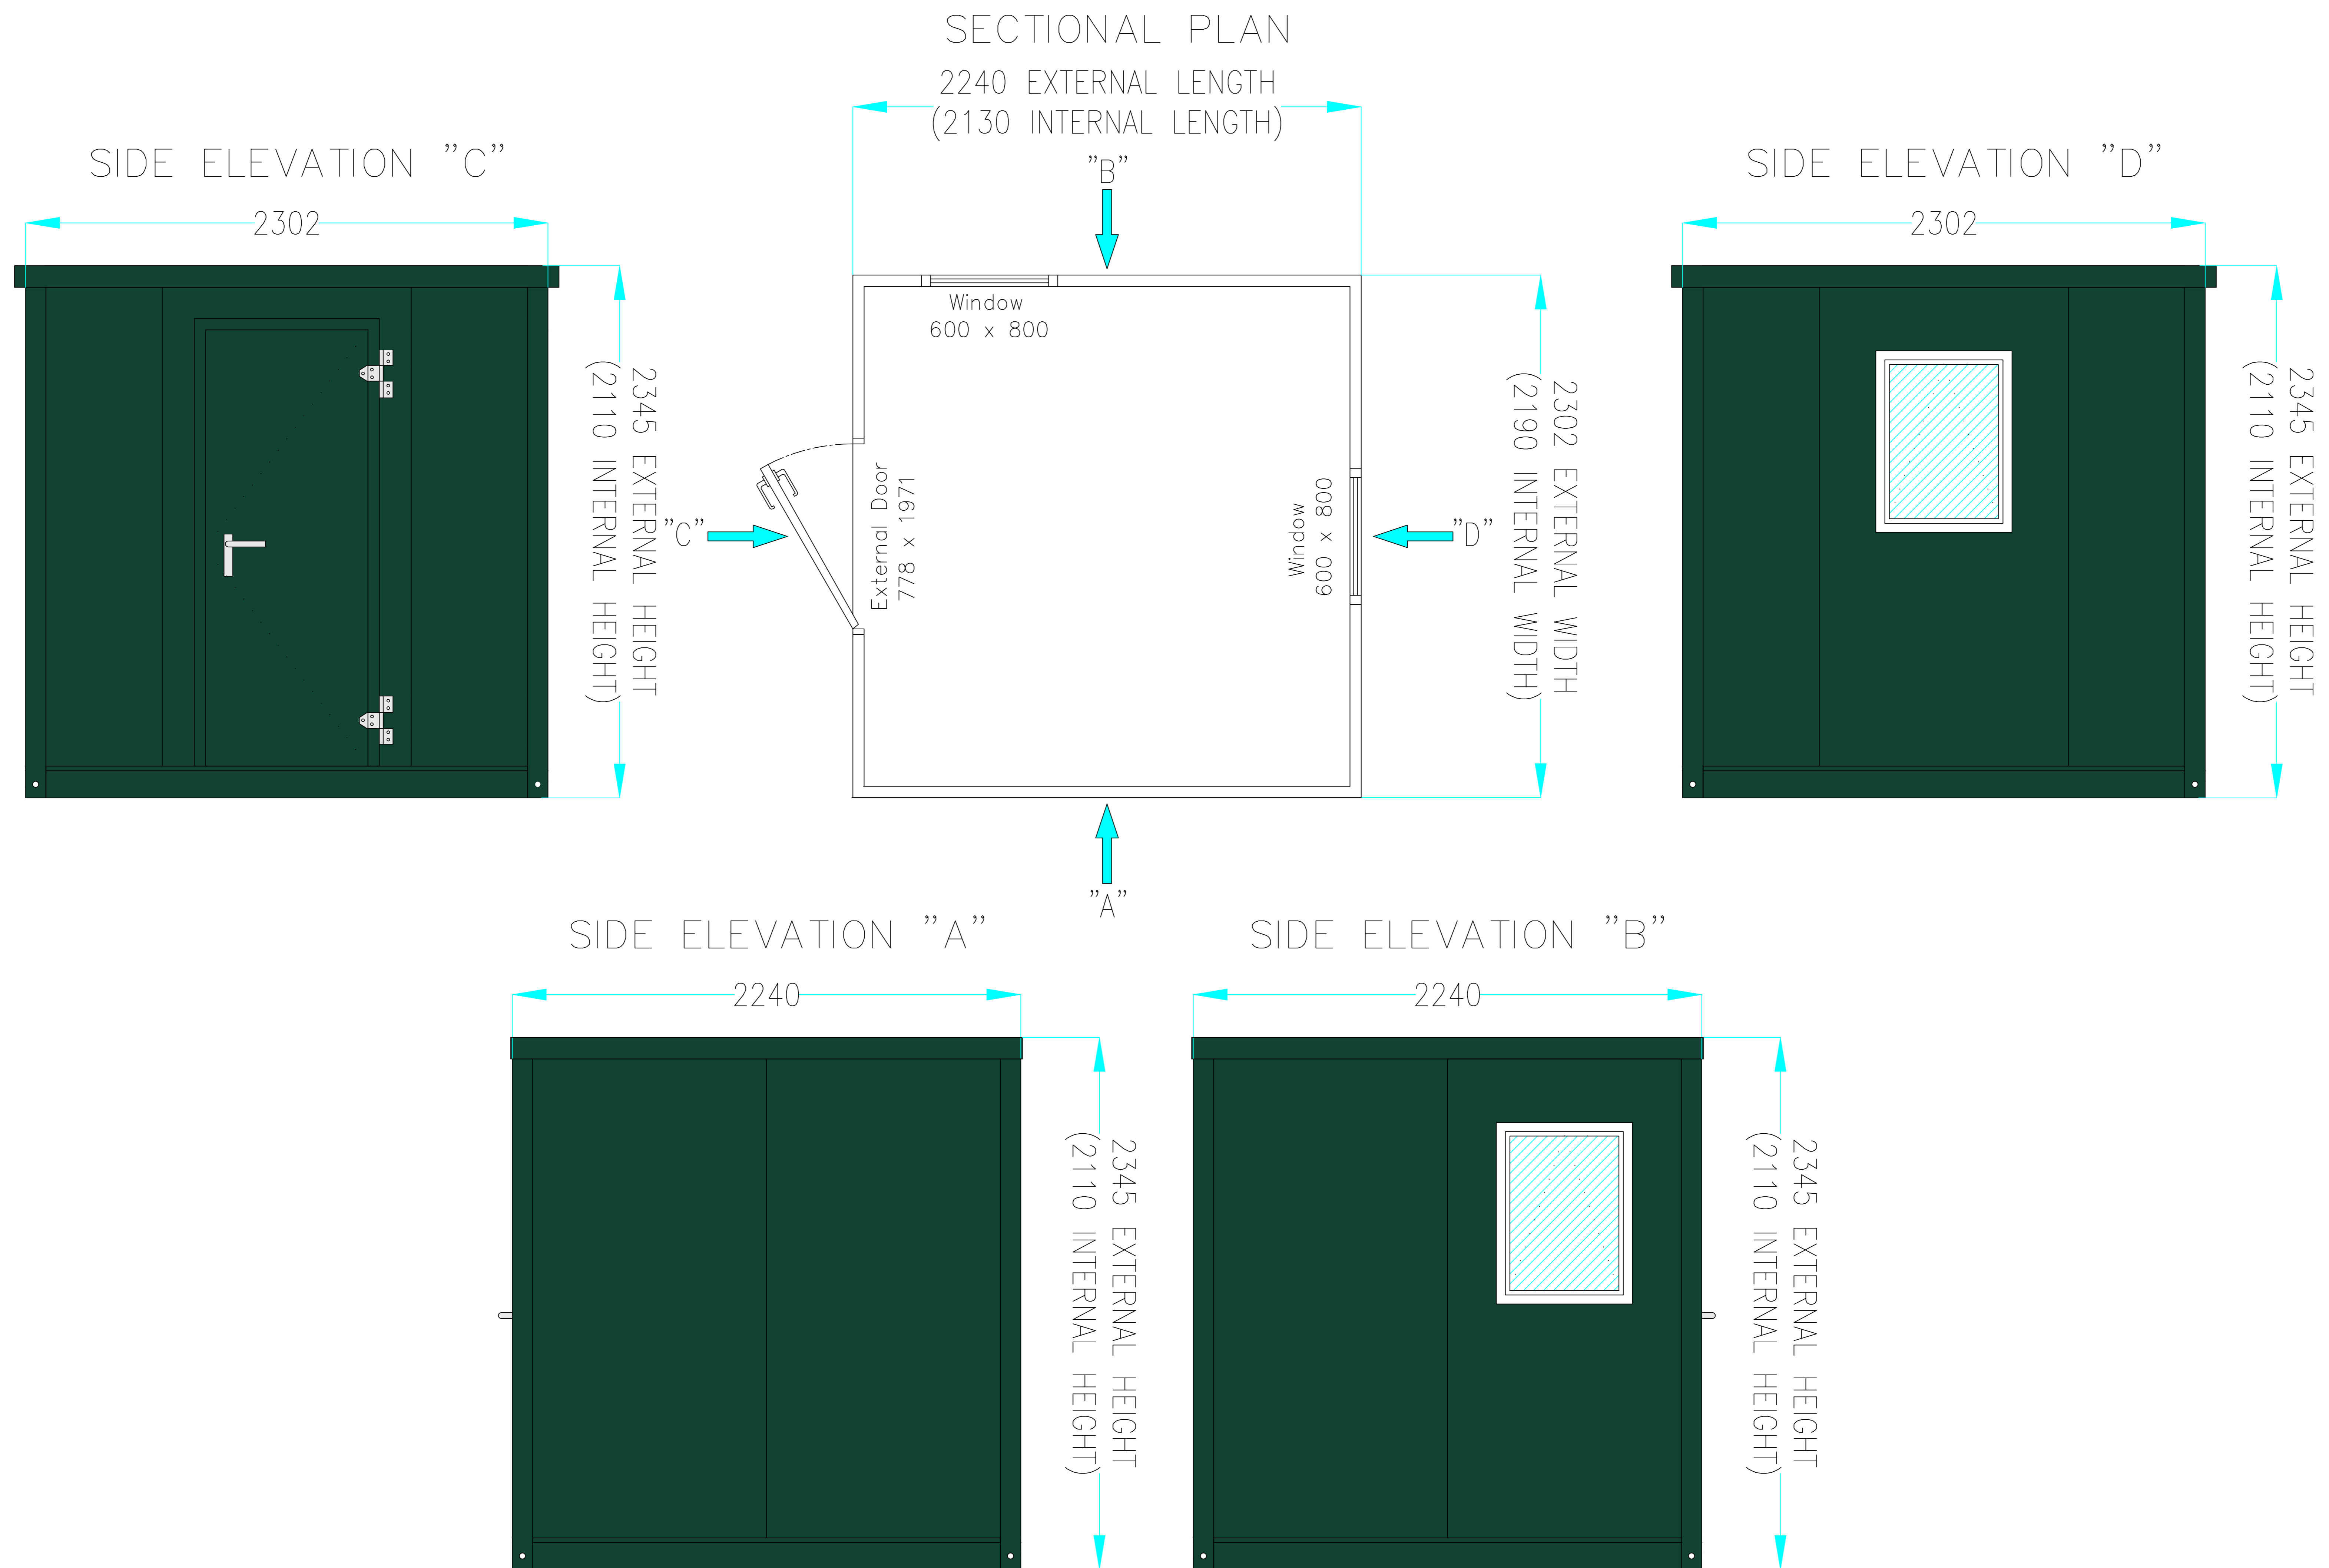 SECTIONAL PLAN
2240 EXTERNAL LENGTH
(2130 INTERNAL LENGTH)
"B"
Window
600 x 800
External Door
778 x 1971
"C"
Window
600 x 800
"D"
2302 EXTERNAL WIDTH
(2190 INTERNAL WIDTH)
"A"
SIDE ELEVATION "C"
2302
2345 EXTERNAL HEIGHT
(2110 INTERNAL HEIGHT)
SIDE ELEVATION "D"
2302
2345 EXTERNAL HEIGHT
(2110 INTERNAL HEIGHT)
SIDE ELEVATION "A"
2240
2345 EXTERNAL HEIGHT
(2110 INTERNAL HEIGHT)
SIDE ELEVATION "B"
2240
2345 EXTERNAL HEIGHT
(2110 INTERNAL HEIGHT)